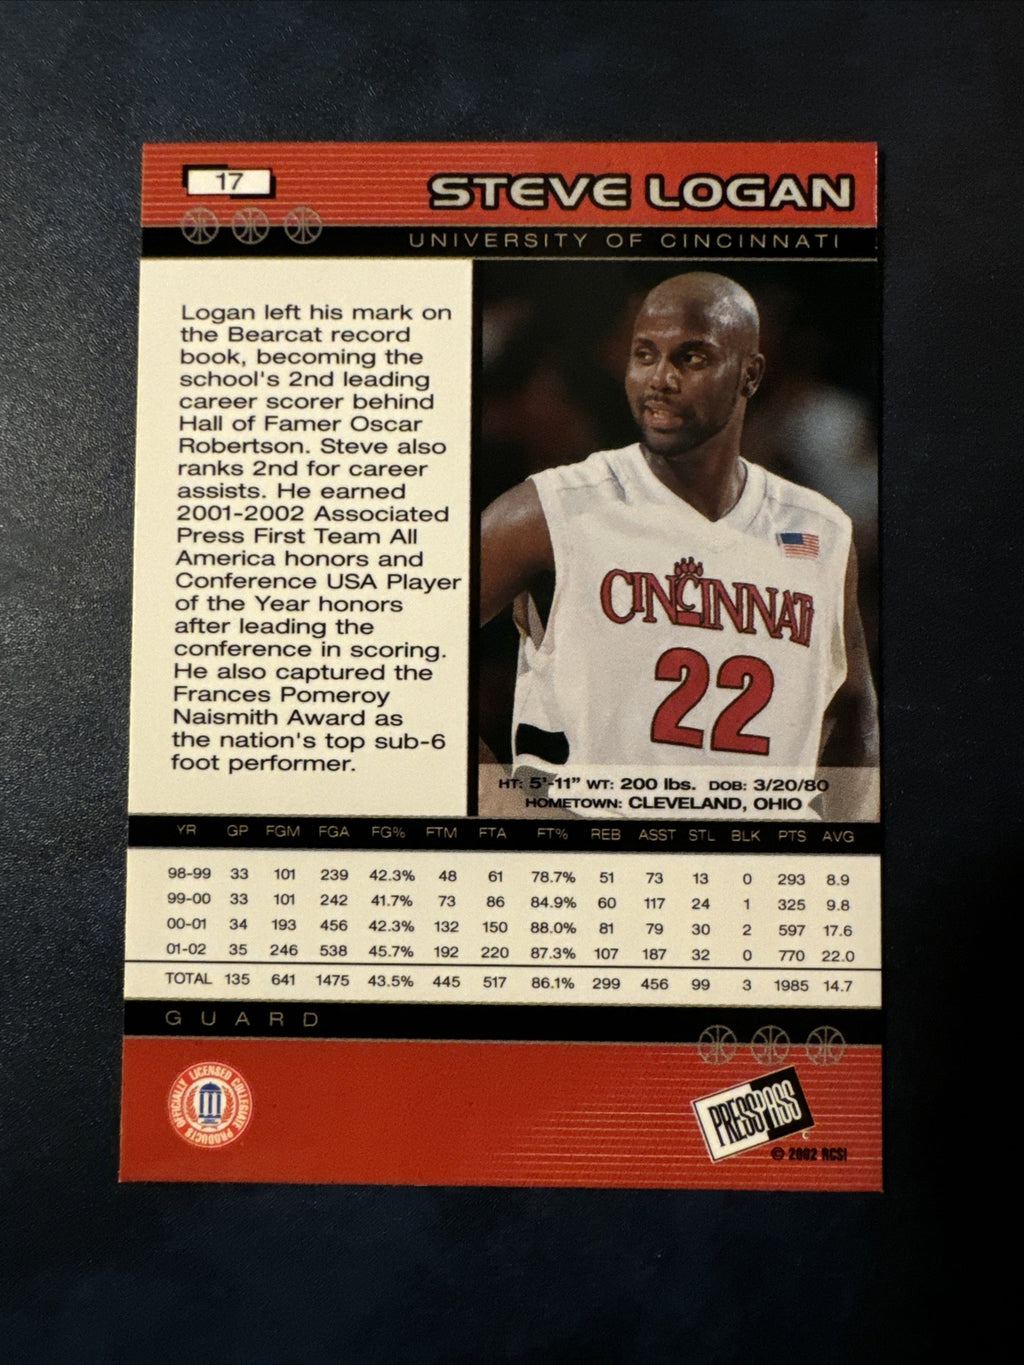 17
STEVE LOGAN
UNIVERSITY OF CINCINNATI
Logan left his mark on
the Bearcat record
book, becoming the
school's 2nd leading
career scorer behind
Hall of Famer Oscar
Robertson. Steve also
ranks 2nd for career
assists. He earned
2001-2002 Associated
Press First Team All
America honors and
Conference USA Player
of the Year honors
after leading the
conference in scoring.
He also captured the
Frances Pomeroy
Naismith Award as
the nation's top sub-6
foot performer.
CINCINNATI
22
HT: 5'-11" WT: 200 lbs. DOB: 3/20/80
HOMETOWN: CLEVELAND, OHIO
YR GP FGM FGA FG% FTM FTA FT% REB ASST STL BLK PTS AVG
98-99 33 101 239 42.3% 48 61 78.7% 51 73 13 0 293 8.9
99-00 33 101 242 41.7% 73 86 84.9% 60 117 24 1 325 9.8
00-01 34 193 456 42.3% 132 150 88.0% 81 79 30 2 597 17.6
01-02 35 246 538 45.7% 192 220 87.3% 107 187 32 0 770 22.0
TOTAL 135 641 1475 43.5% 445 517 86.1% 299 456 99 3 1985 14.7
GUARD
OFFICIALLY LICENSED COLLEGIATE PRODUCTS
PRESS PASS
© 2002 RCSI